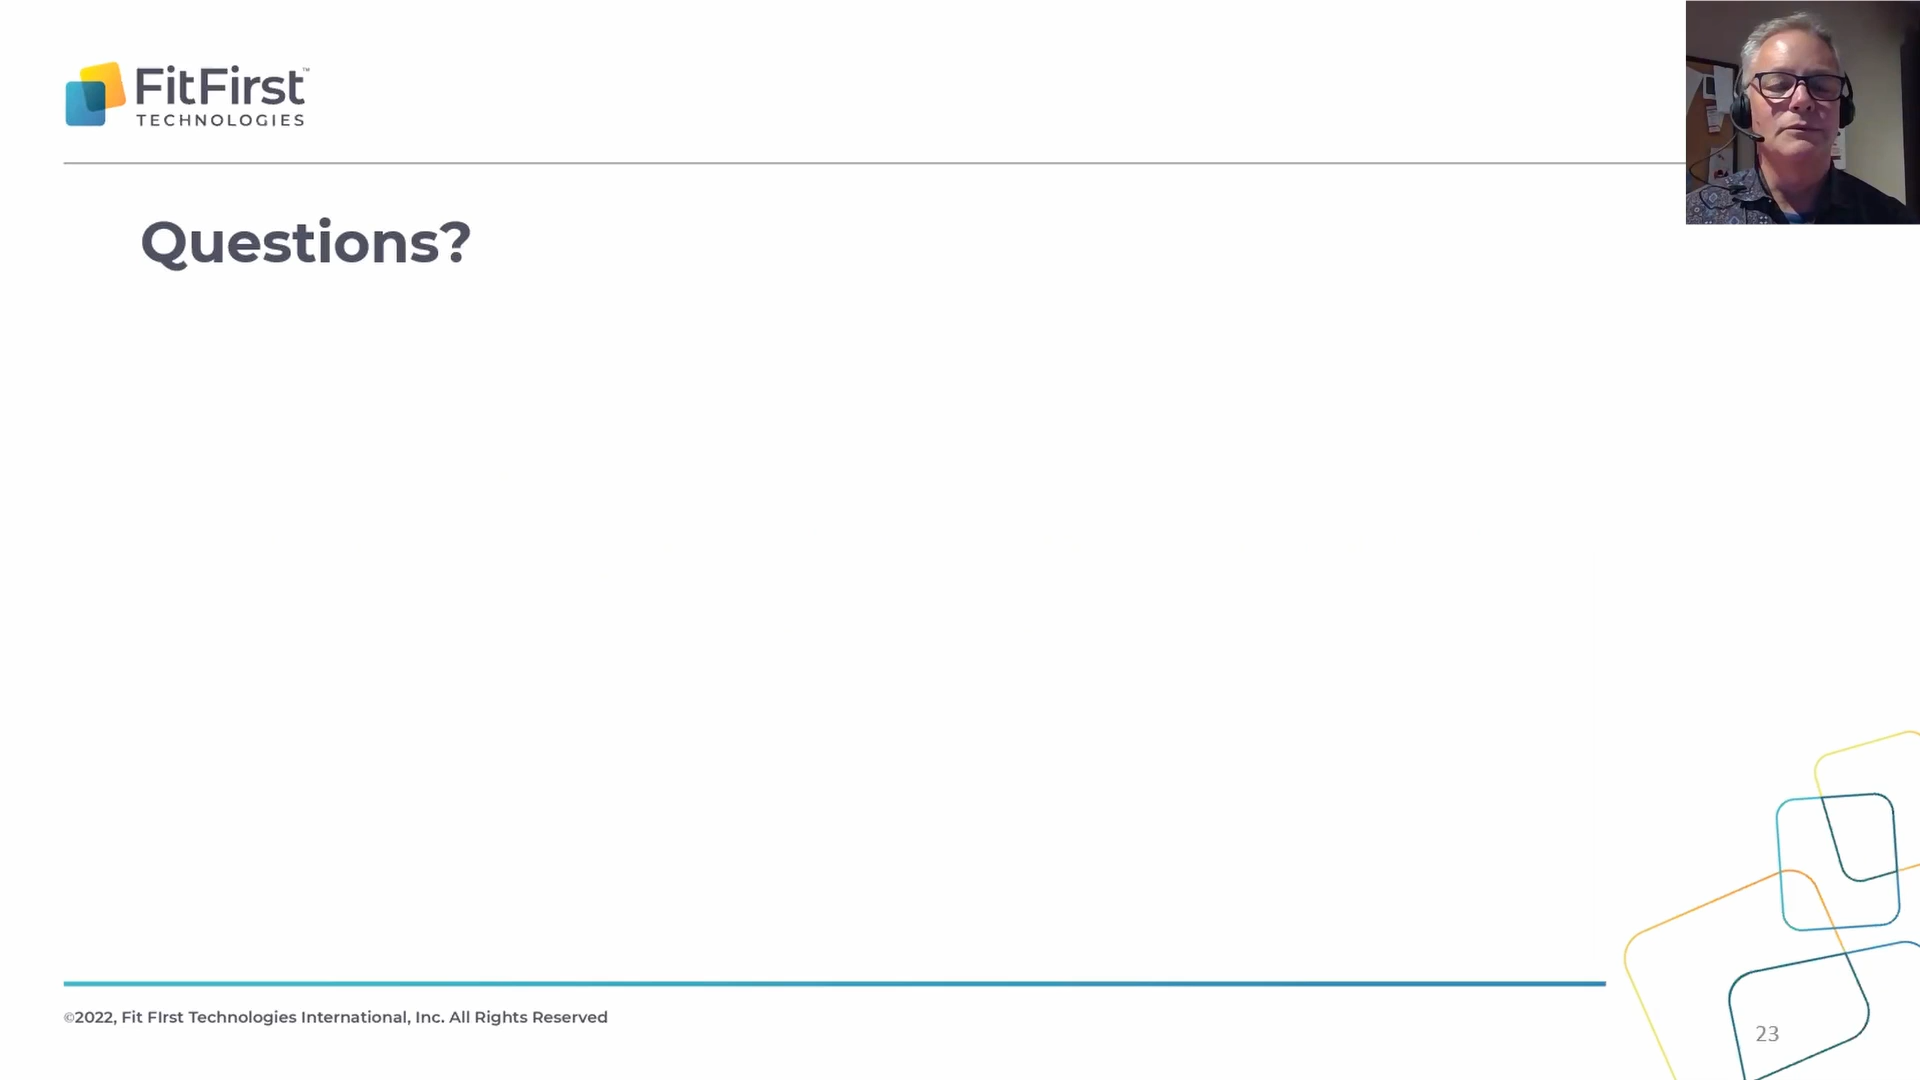 FitFirst™
TECHNOLOGIES
Questions?
©2022, Fit FIrst Technologies International, Inc. All Rights Reserved
23